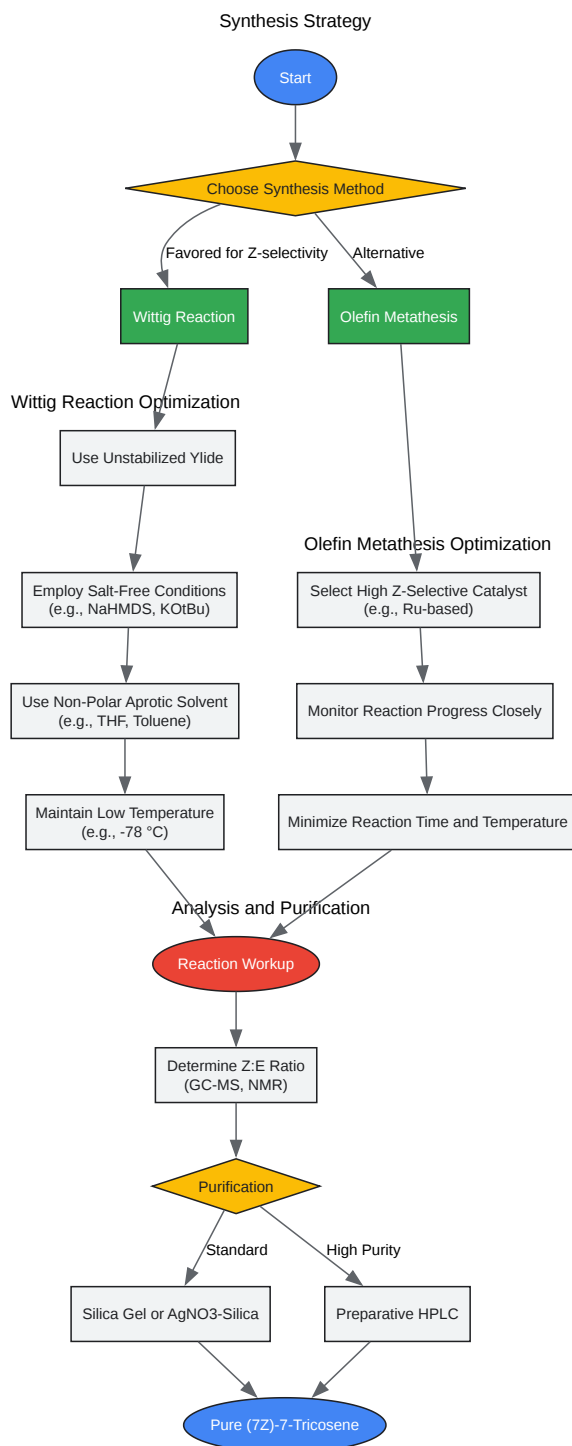 Synthesis Strategy
Start
Choose Synthesis Method
Favored for Z-selectivity
Alternative
Wittig Reaction
Olefin Metathesis
Wittig Reaction Optimization
Use Unstabilized Ylide
Olefin Metathesis Optimization
Employ Salt-Free Conditions
(e.g., NaHMDS, KOtBu)
Select High Z-Selective Catalyst
(e.g., Ru-based)
Use Non-Polar Aprotic Solvent
(e.g., THF, Toluene)
Monitor Reaction Progress Closely
Maintain Low Temperature
(e.g., -78 °C)
Minimize Reaction Time and Temperature
Analysis and Purification
Reaction Workup
Determine Z:E Ratio
(GC-MS, NMR)
Purification
Standard
High Purity
Silica Gel or AgNO3-Silica
Preparative HPLC
Pure (7Z)-7-Tricosene